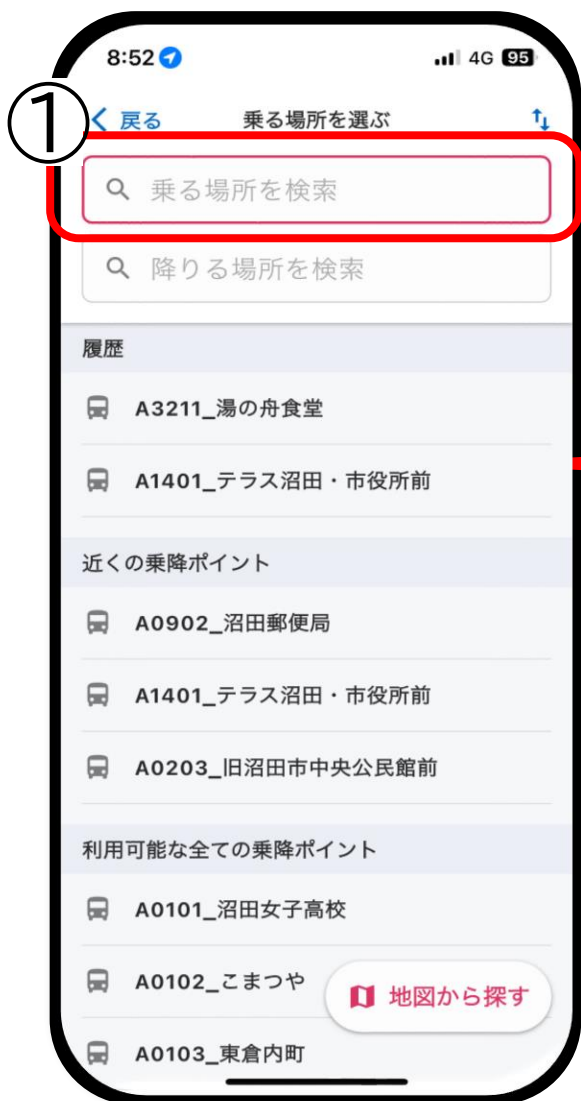 8:52 4G 95
①
戻る 乗る場所を選ぶ
乗る場所を検索
降りる場所を検索
履歴
A3211_湯の舟食堂
A1401_テラス沼田・市役所前
近くの乗降ポイント
A0902_沼田郵便局
A1401_テラス沼田・市役所前
A0203_旧沼田市中央公民館前
利用可能な全ての乗降ポイント
A0101_沼田女子高校
A0102_こまつや
地図から探す
A0103_東倉内町